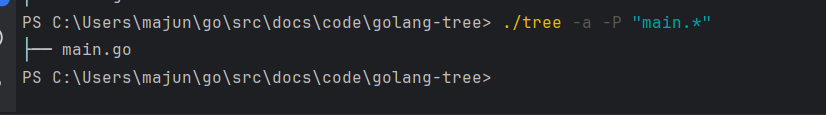 PS C:\Users\majun\go\src\docs\code\golang-tree> ./tree -a -P "main.*"
├── main.go
PS C:\Users\majun\go\src\docs\code\golang-tree>